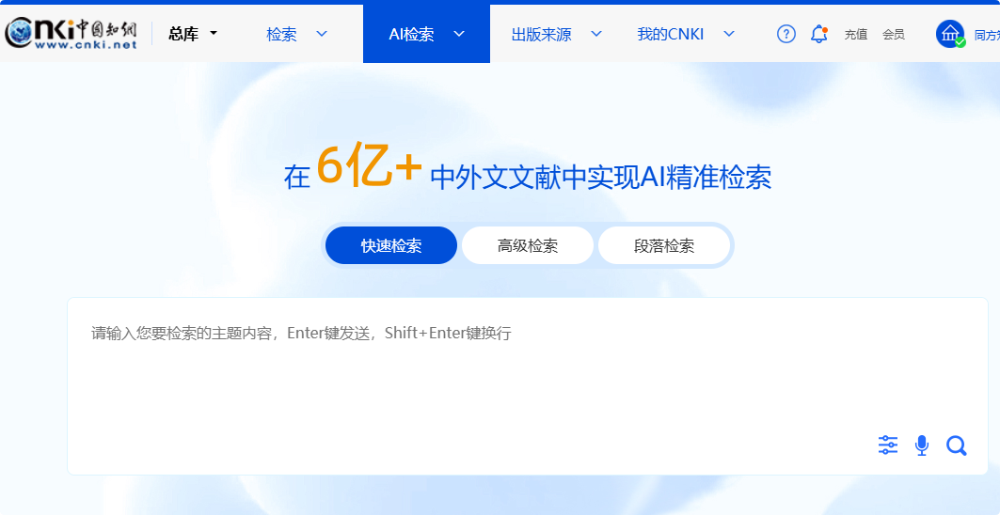 Cnki中国知網
www.cnki.net
总库
检索
AI检索
出版来源
我的CNKI
充值
会员
同方
在 6亿+ 中外文文献中实现AI精准检索
快速检索
高级检索
段落检索
请输入您要检索的主题内容，Enter键发送，Shift+Enter键换行